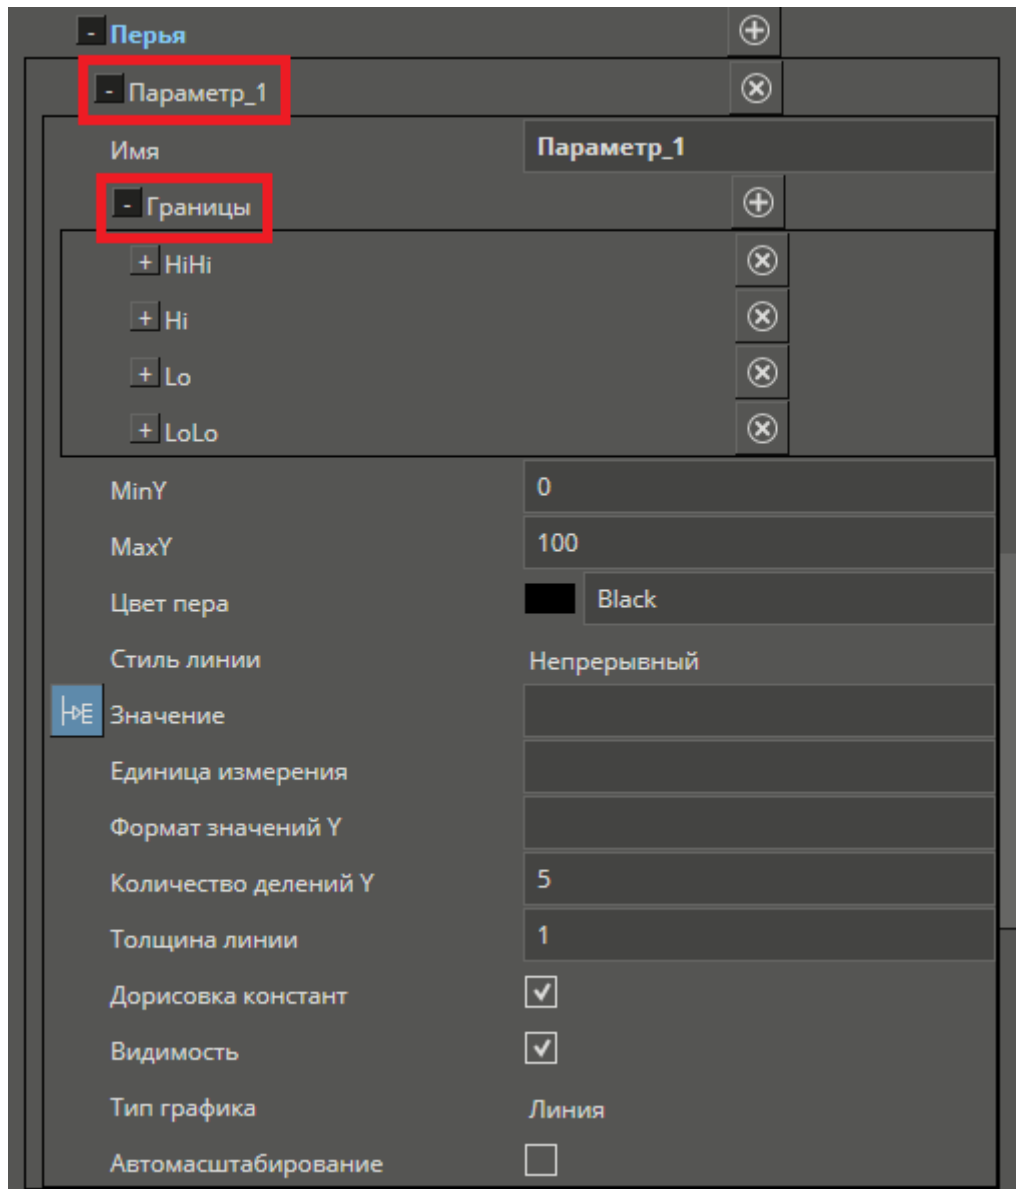 - Перья
- Параметр_1
Имя Параметр_1
- Границы
+ HiHi
+ Hi
+ Lo
+ LoLo
MinY 0
MaxY 100
Цвет пера Black
Стиль линии Непрерывный
Значение
Единица измерения
Формат значений Y
Количество делений Y 5
Толщина линии 1
Дорисовка констант
Видимость
Тип графика Линия
Автомасштабирование